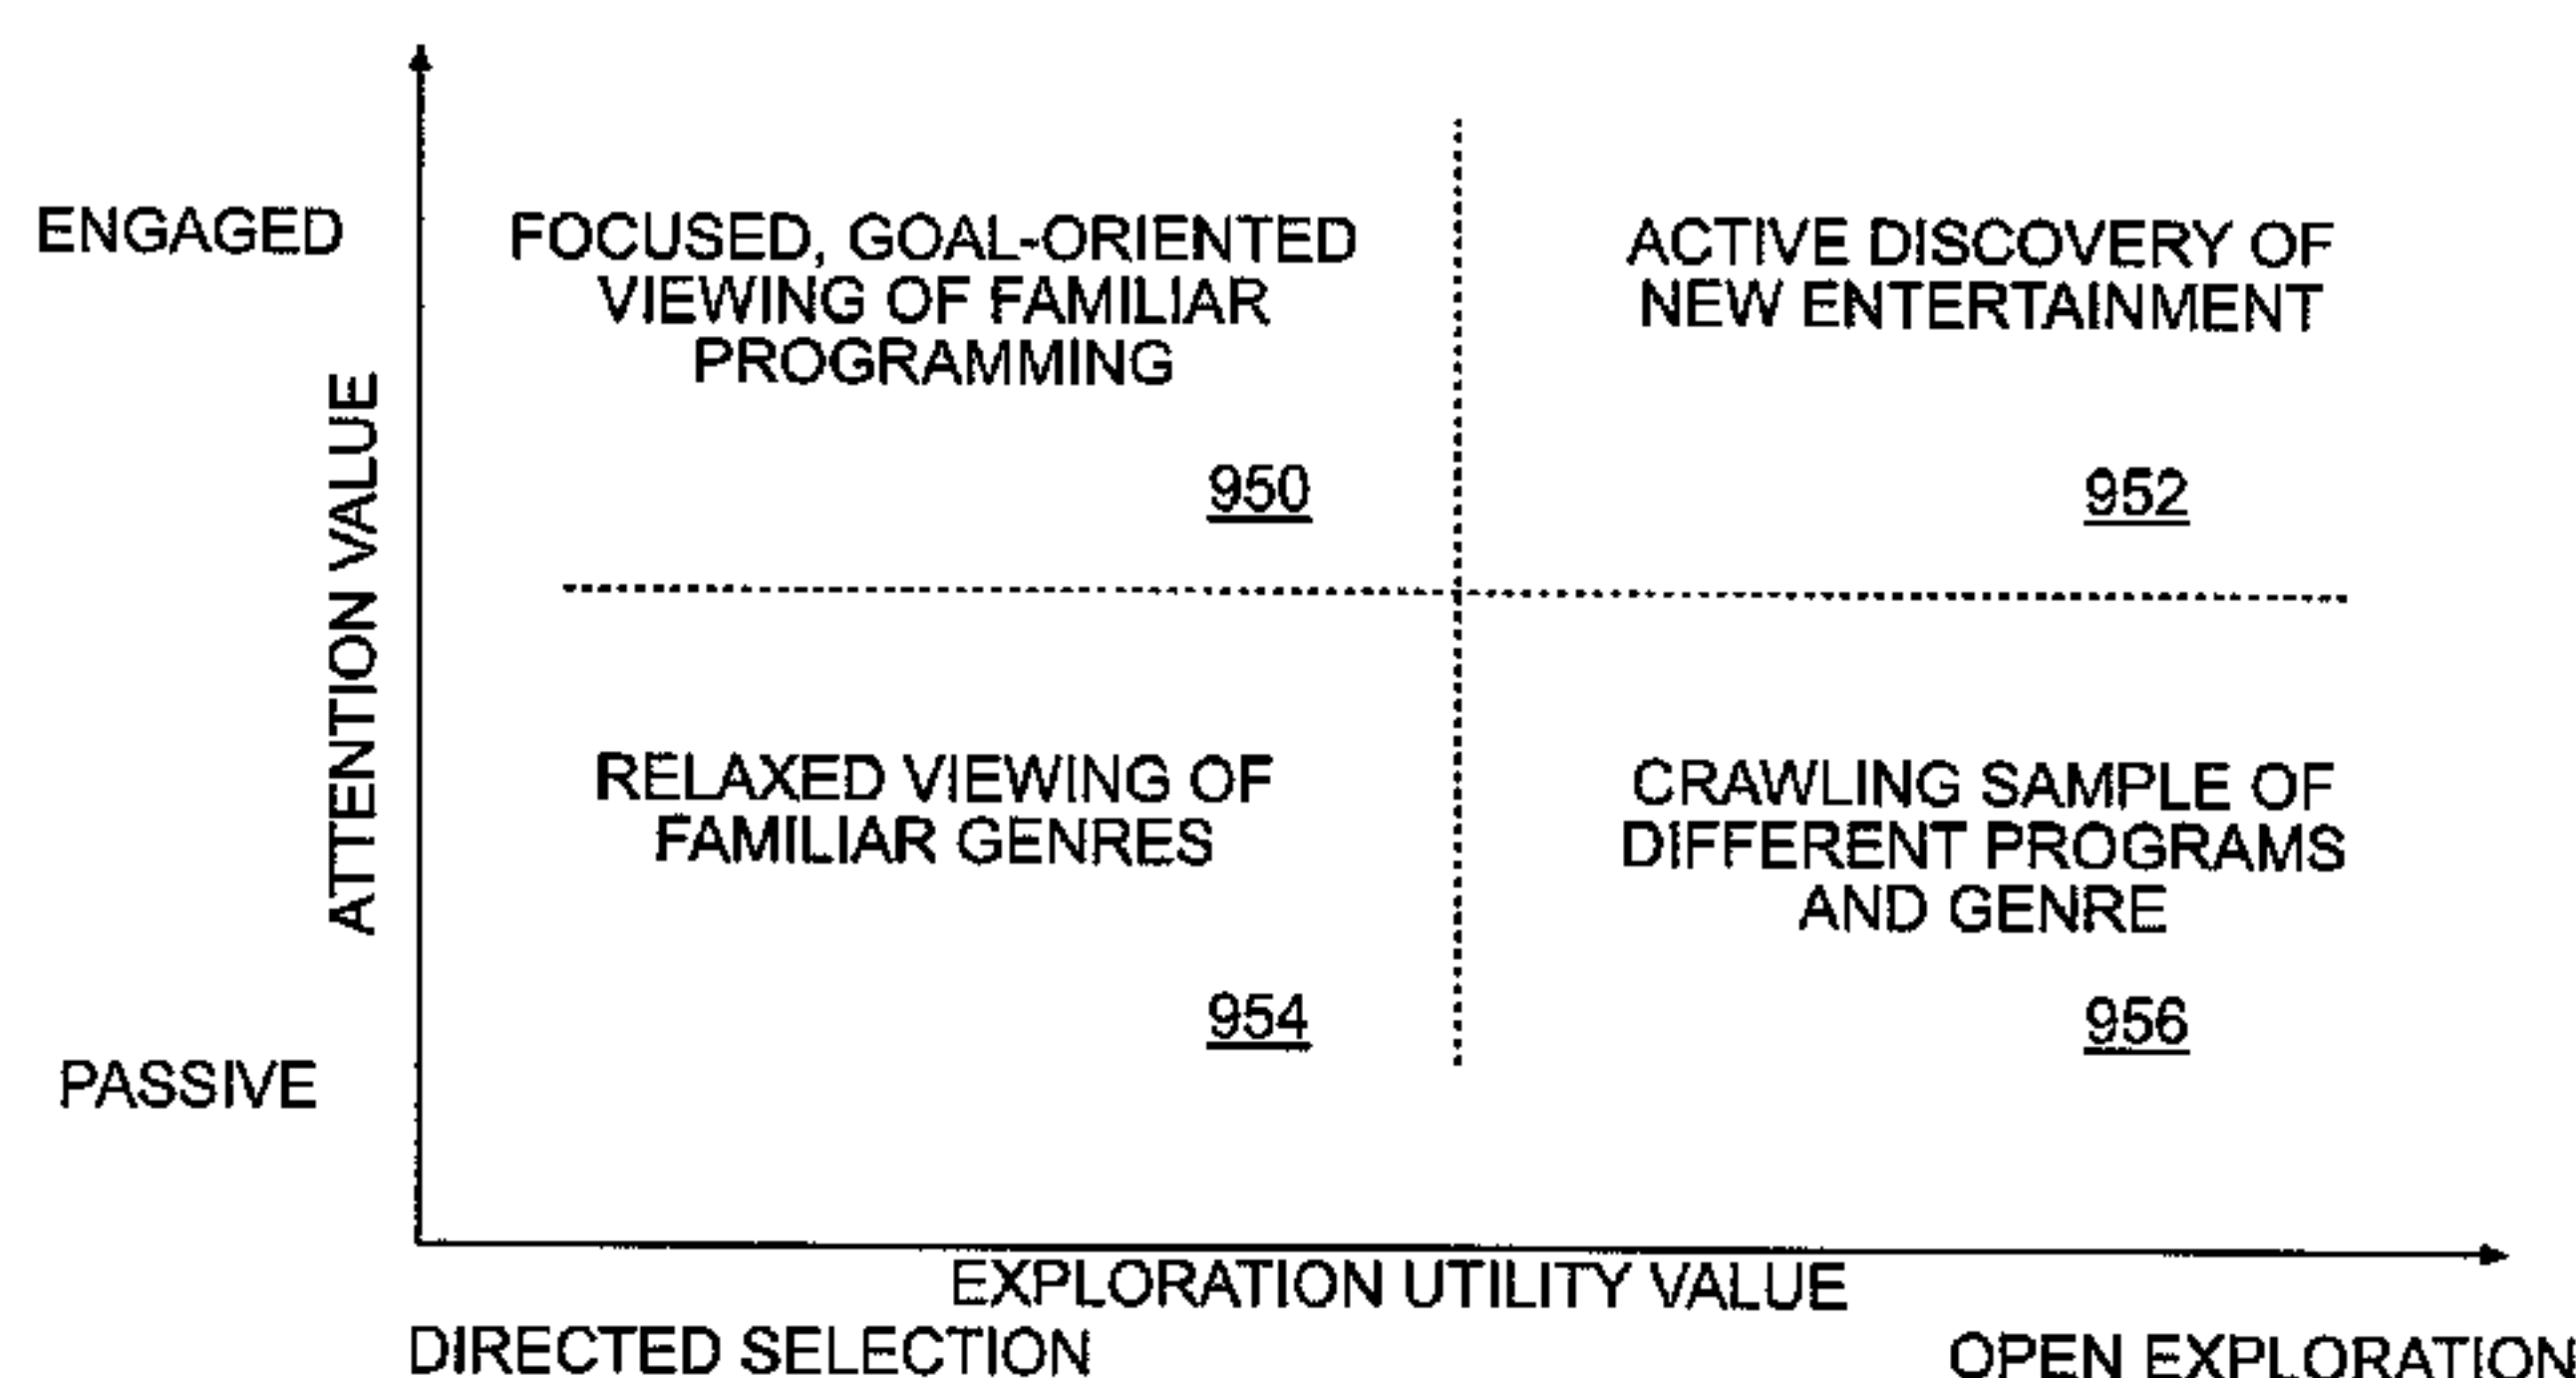 ENGAGED
FOCUSED, GOAL-ORIENTED
VIEWING OF FAMILIAR
PROGRAMMING
950
ACTIVE DISCOVERY OF
NEW ENTERTAINMENT
952
ATTENTION VALUE
RELAXED VIEWING OF
FAMILIAR GENRES
954
CRAWLING SAMPLE OF
DIFFERENT PROGRAMS
AND GENRE
956
PASSIVE
EXPLORATION UTILITY VALUE
DIRECTED SELECTION
OPEN EXPLORATION